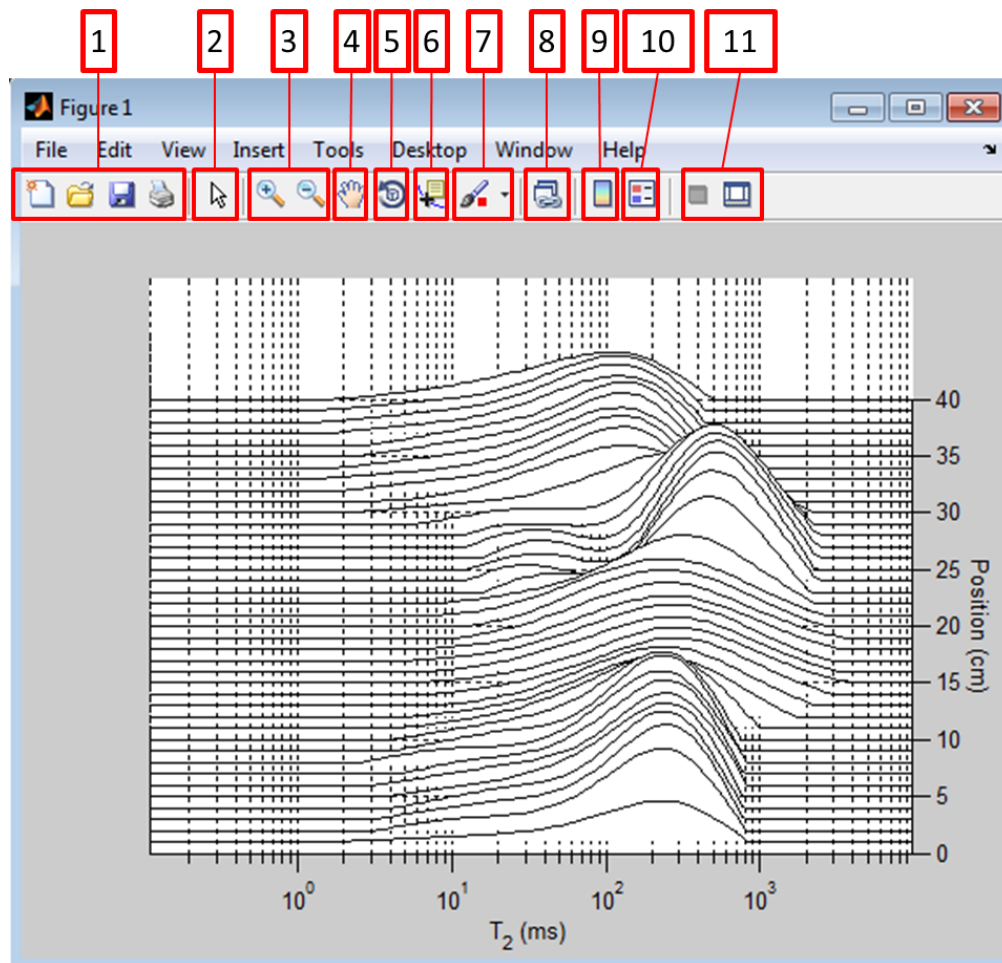 1 2 3 4 5 6 7 8 9 10 11
Figure 1
File Edit View Insert Tools Desktop Window Help
40
35
30
25
20
15
10
5
0
Position (cm)
10⁰ 10¹ 10² 10³
T₂ (ms)